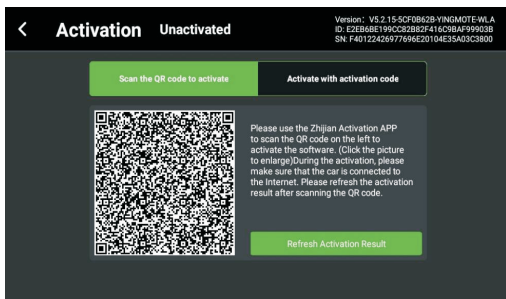 Activation Unactivated
Version: V5.2.15-5CF0B62B-YINGMOTE-WLA
ID: E2EB6BE199CC82B82F416C9BAF99903B
SN: F40122426977696E20104E35A03C3800
Scan the QR code to activate
Activate with activation code
Please use the Zhijian Activation APP
to scan the QR code on the left to
activate the software. (Click the picture
to enlarge)During the activation, please
make sure that the car is connected to
the Internet. Please refresh the activation
result after scanning the QR code.
Refresh Activation Result